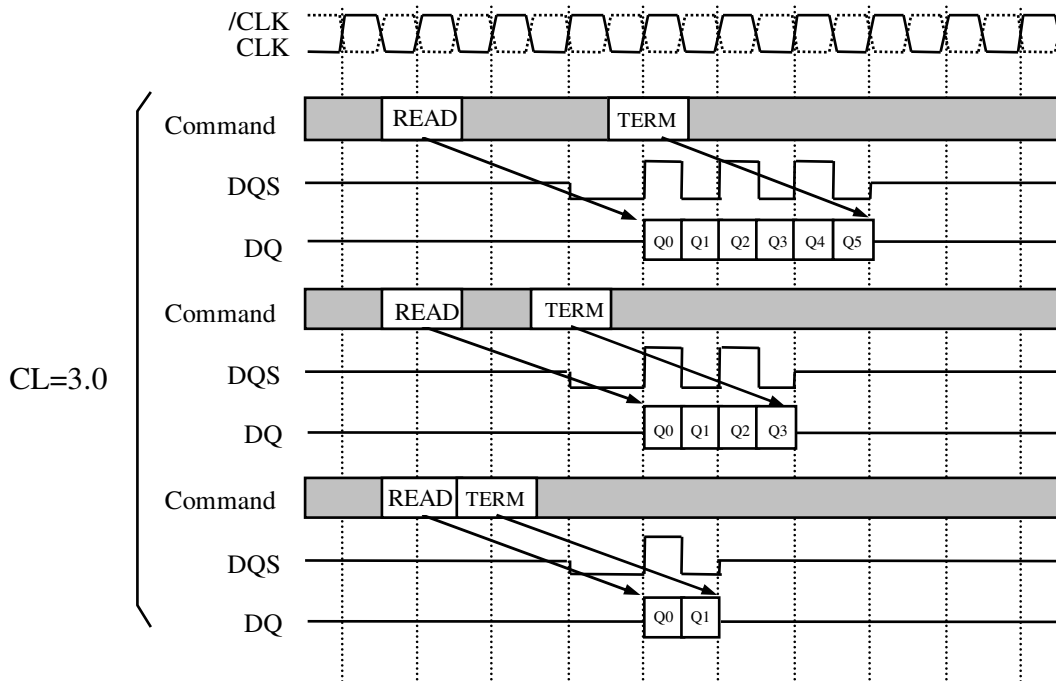 /CLK
CLK
Command READ TERM
DQS
DQ Q0 Q1 Q2 Q3 Q4 Q5
Command READ TERM
CL=3.0
DQS
DQ Q0 Q1 Q2 Q3
Command READ TERM
DQS
DQ Q0 Q1